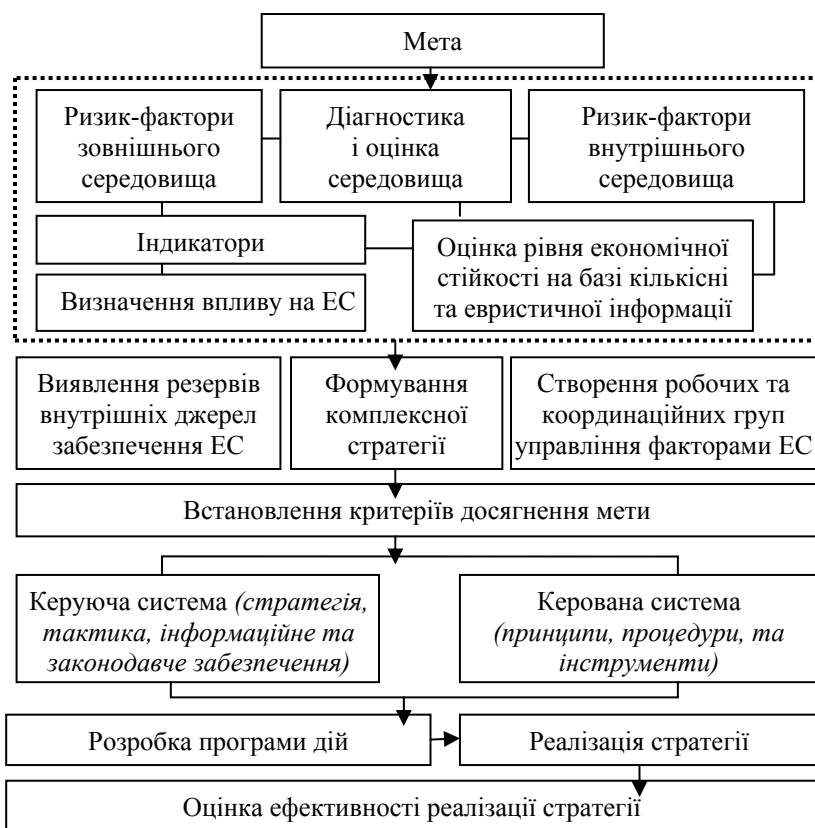 Мета
Ризик-фактори
зовнішнього
середовища
Діагностика
і оцінка
середовища
Ризик-фактори
внутрішнього
середовища
Індикатори
Оцінка рівня економічної
стійкості на базі кількісні
та евристичної інформації
Визначення впливу на ЕС
Виявлення резервів
внутрішніх джерел
забезпечення ЕС
Формування
комплексної
стратегії
Створення робочих та
координаційних груп
управління факторами ЕС
Встановлення критеріїв досягнення мети
Керуюча система (стратегія,
тактика, інформаційне та
законодавче забезпечення)
Керована система
(принципи, процедури, та
інструменти)
Розробка програми дій
Реалізація стратегії
Оцінка ефективності реалізації стратегії